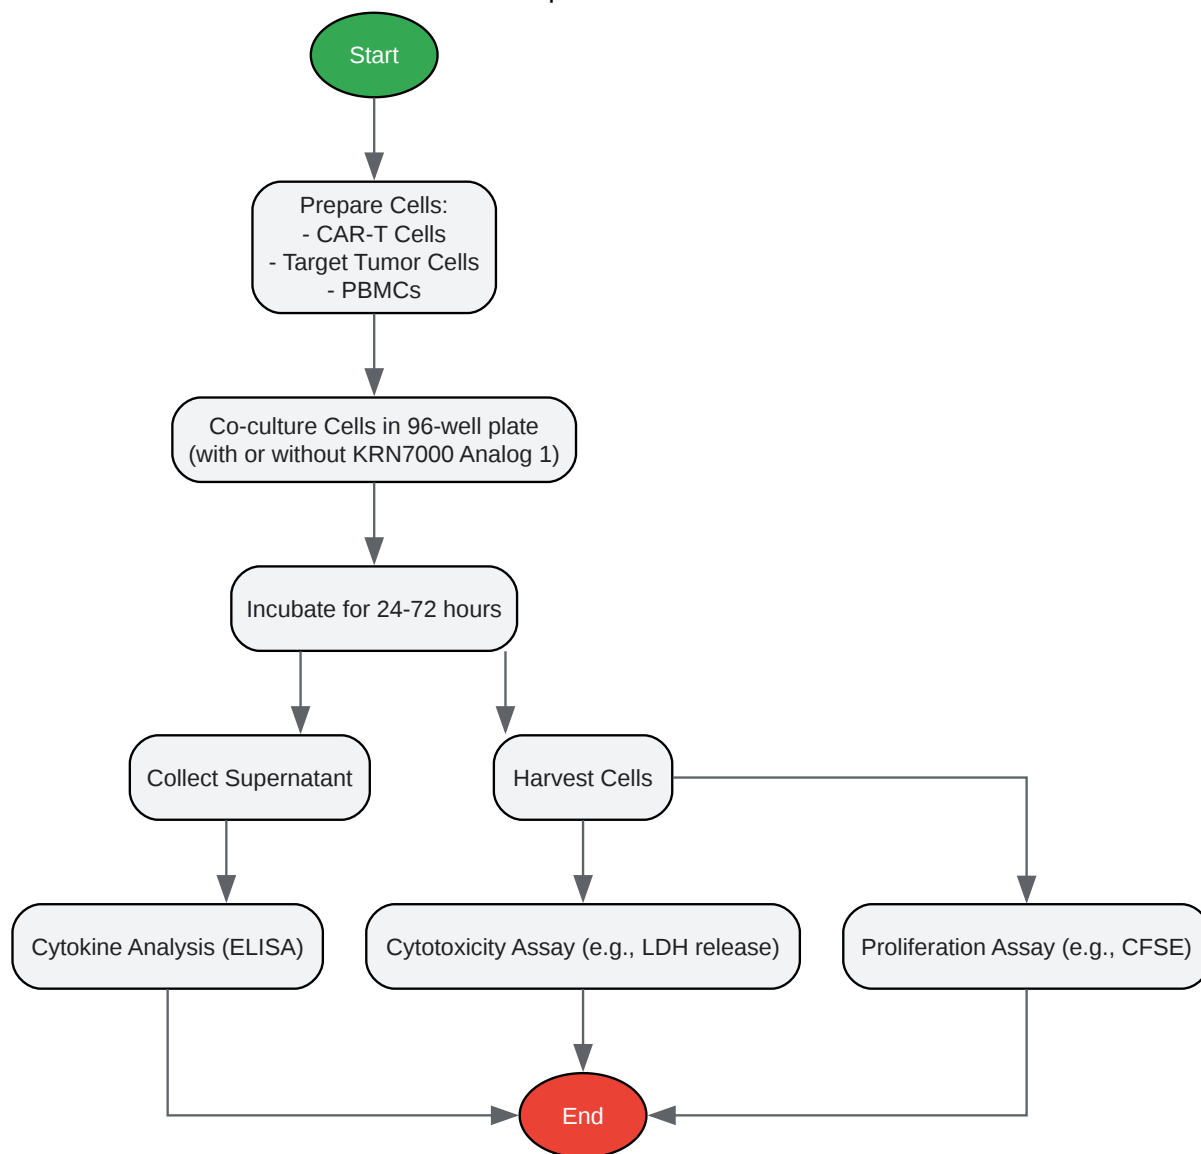 Start
Prepare Cells:
- CAR-T Cells
- Target Tumor Cells
- PBMCs
Co-culture Cells in 96-well plate
(with or without KRN7000 Analog 1)
Incubate for 24-72 hours
Collect Supernatant
Harvest Cells
Cytokine Analysis (ELISA)
Cytotoxicity Assay (e.g., LDH release)
Proliferation Assay (e.g., CFSE)
End